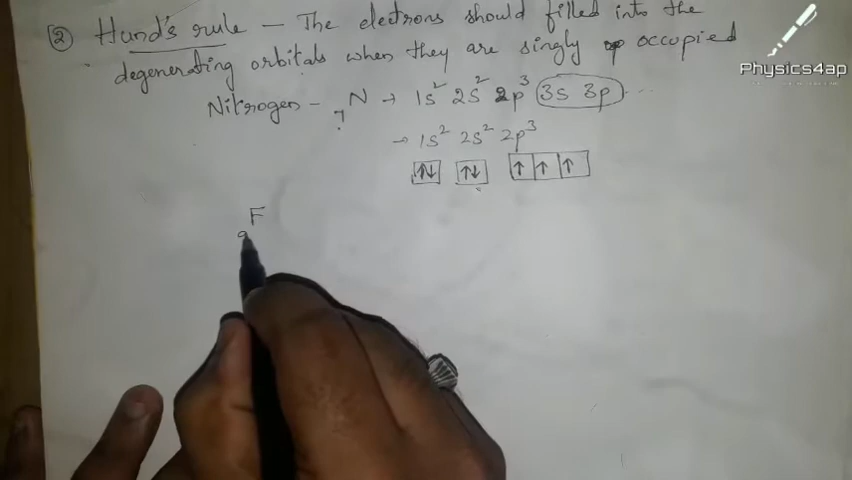 ② Hund's rule – The electrons should filled into the
degenerating orbitals when they are singly occupied
Physics4ap
Nitrogen – ₇N → 1s² 2s² 2p³ 3s 3p ...
→ 1s² 2s² 2p³
↑↓ ↑↓ ↑ ↑ ↑
₉F